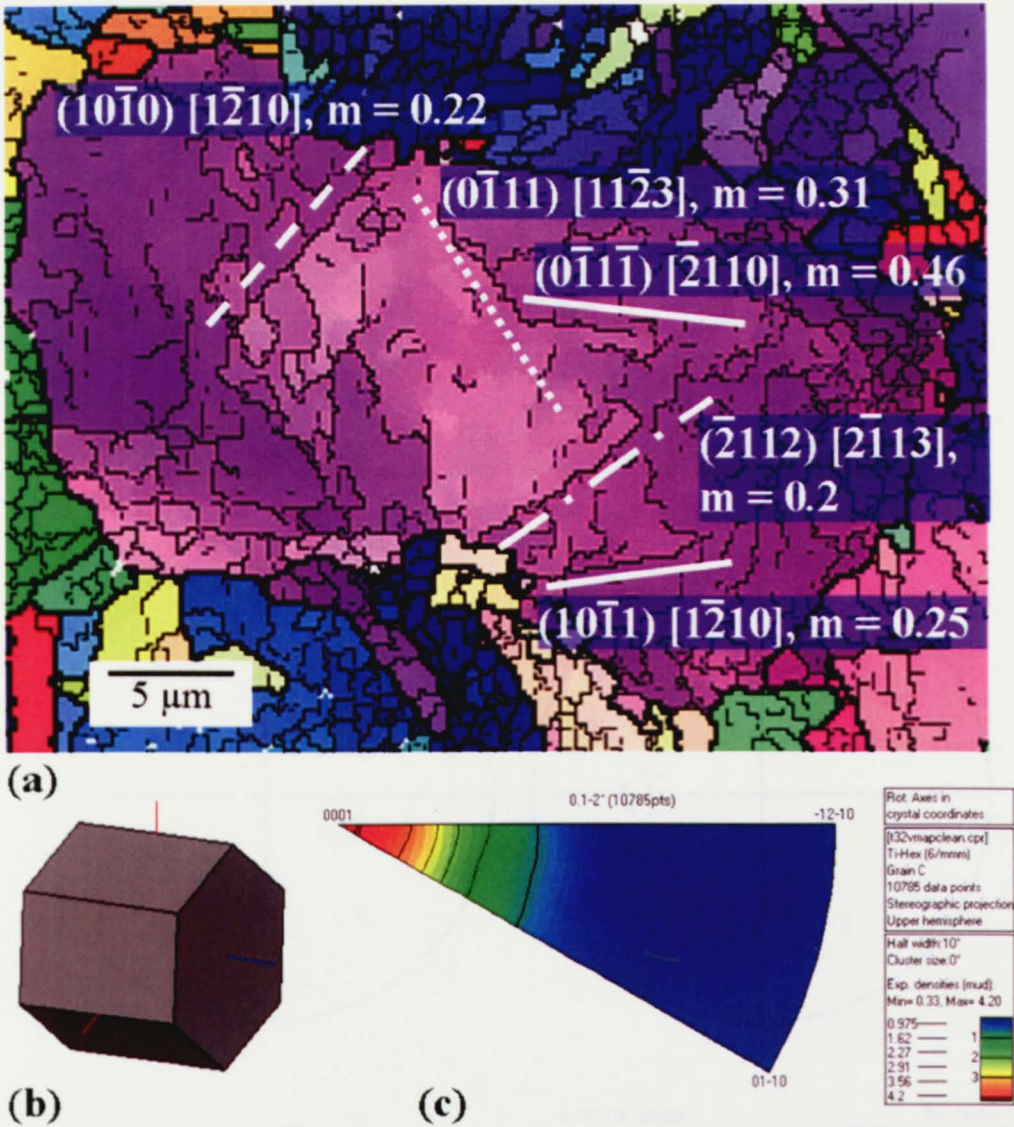 (101̄0) [12̄10], m = 0.22
(01̄11) [112̄3], m = 0.31
(01̄11̄) [2̄110], m = 0.46
(2̄112) [21̄1̄3],
m = 0.2
(101̄1) [12̄10], m = 0.25
5 μm
(a)
0.1-2° (10785pts)
0001
-12-10
01-10
Rot. Axes in
crystal coordinates
[t32vmapclean.cpr]
Ti-Hex (6/mmm)
Grain C
10785 data points
Stereographic projection
Upper hemisphere
Half width:10°
Cluster size:0°
Exp. densities (mud):
Min= 0.33, Max= 4.20
0.975
1.62
2.27
2.91
3.56
4.2
1
2
3
(b)
(c)